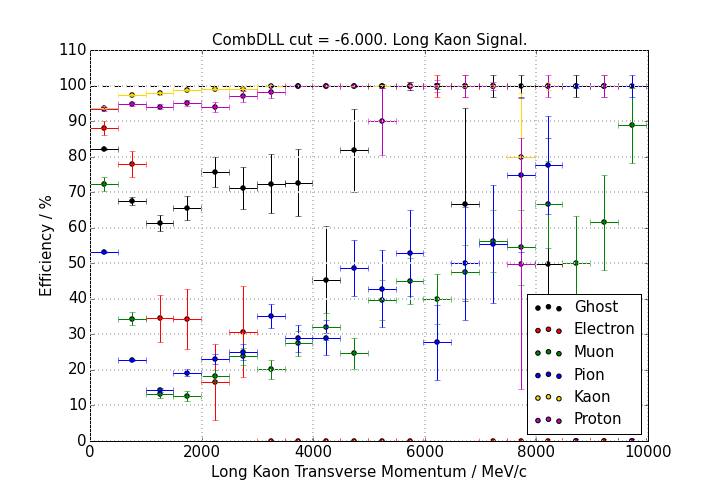 CombDLL cut = -6.000. Long Kaon Signal.
110
100
90
80
70
60
50
40
30
20
10
0
Efficiency / %
Ghost
Electron
Muon
Pion
Kaon
Proton
0 2000 4000 6000 8000 10000
Long Kaon Transverse Momentum / MeV/c